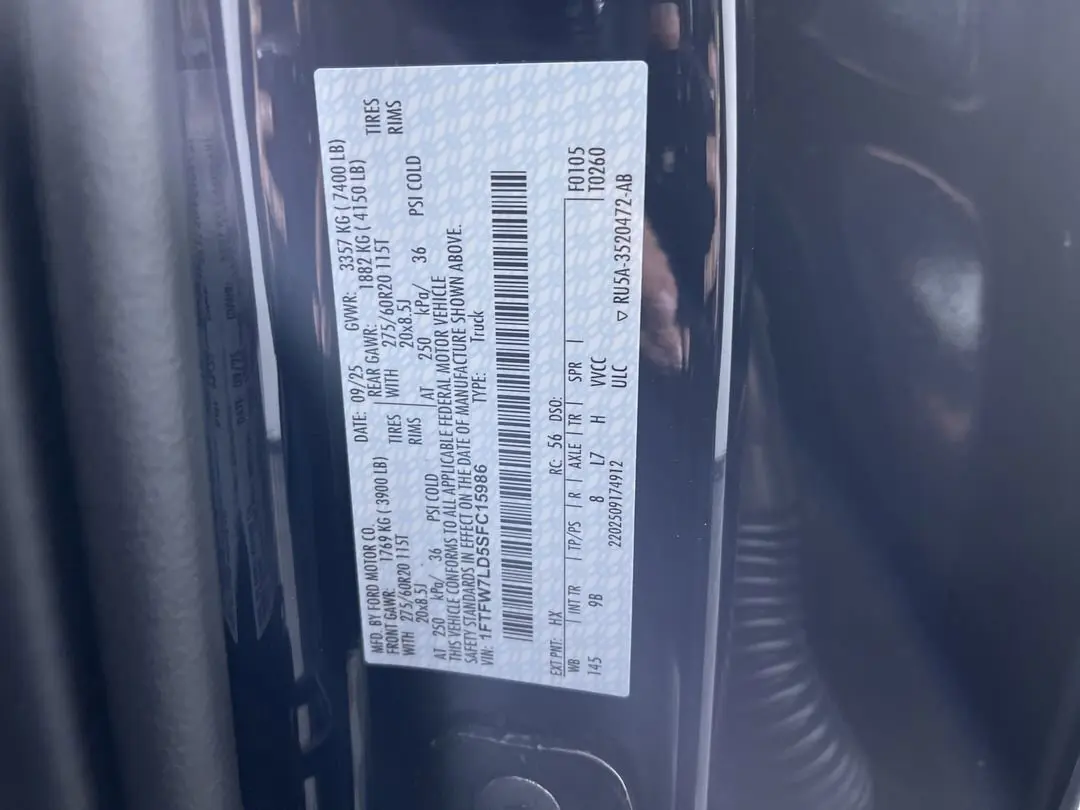 MFD. BY FORD MOTOR CO. DATE: 09/25 GVWR: 3357 KG ( 7400 LB)
FRONT GAWR: 1769 KG ( 3900 LB) REAR GAWR: 1882 KG ( 4150 LB)
WITH 275/60R20 115T TIRES WITH 275/60R20 115T TIRES
20x8.5J RIMS 20x8.5J RIMS
AT 250 kPa/ 36 PSI COLD AT 250 kPa/ 36 PSI COLD
THIS VEHICLE CONFORMS TO ALL APPLICABLE FEDERAL MOTOR VEHICLE
SAFETY STANDARDS IN EFFECT ON THE DATE OF MANUFACTURE SHOWN ABOVE.
VIN: 1FTFW7LD5SFC15986 TYPE: Truck
EXT PNT: HX RC: 56 DSO: F0105
WB INT TR TP/PS R AXLE TR SPR T0260
145 9B 8 L7 H VVCC
2202509174912 ULC ▽ RU5A-3520472-AB